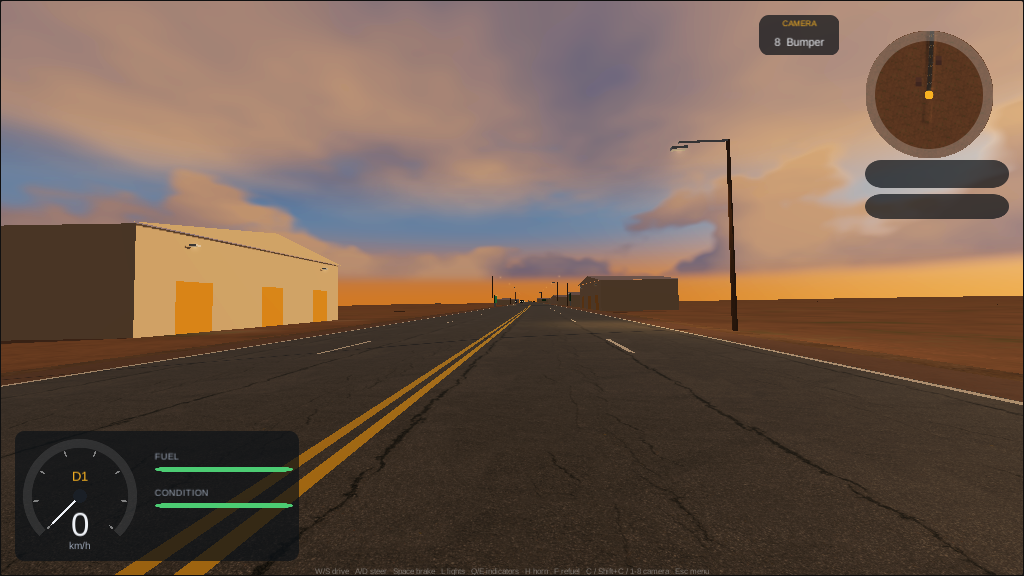 CAMERA
8 Bumper
D1
FUEL
CONDITION
0
km/h
W/S drive A/D steer Space brake L lights Q/E indicators H horn F refuel C / Shift+C / 1-8 camera Esc menu